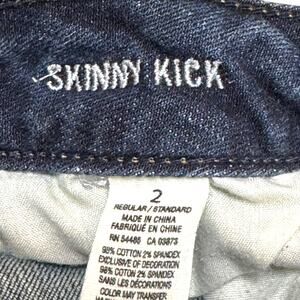 SKINNY KICK
2
REGULAR/STANDARD
MADE IN CHINA
FABRIQUÉ EN CHINE
RN 54485 CA 03875
98% COTTON 2% SPANDEX
EXCLUSIVE OF DECORATION
98% COTON 2% SPANDEX
SANS LES DÉCORATIONS
COLOR MAY TRANSFER